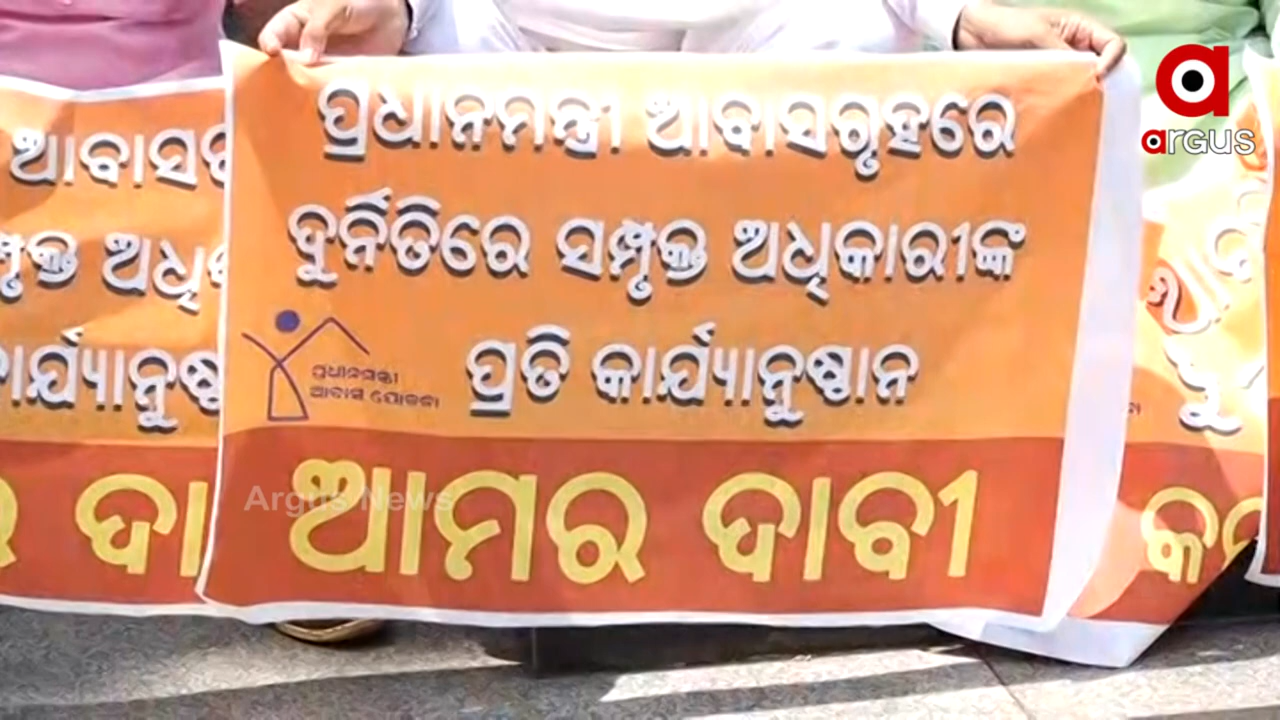 ପ୍ରଧାନମନ୍ତ୍ରୀ ଆବାସଗୃହରେ
ଦୁର୍ନିତିରେ ସମ୍ପୃକ୍ତ ଅଧିକାରୀଙ୍କ
ପ୍ରତି କାର୍ଯ୍ୟାନୁଷ୍ଠାନ
ପ୍ରଧାନମନ୍ତ୍ରୀ
ଆବାସ ଯୋଜନା
ଆମର ଦାବୀ
Argus News
argus